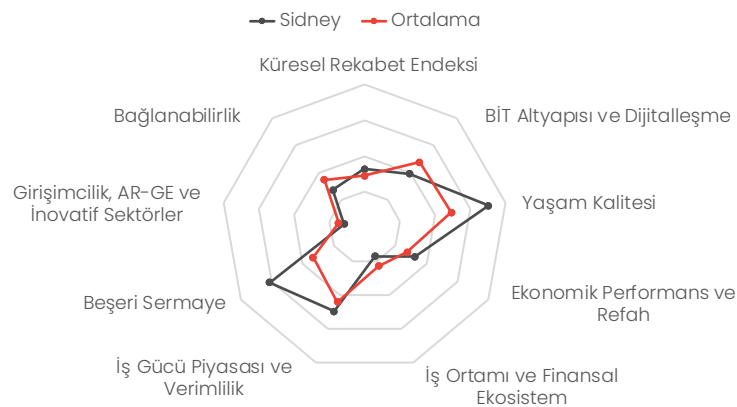 Sidney
Ortalama
Küresel Rekabet Endeksi
BİT Altyapısı ve Dijitalleşme
Yaşam Kalitesi
Ekonomik Performans ve
Refah
İş Ortamı ve Finansal
Ekosistem
İş Gücü Piyasası ve
Verimlilik
Beşeri Sermaye
Girişimcilik, AR-GE ve
İnovatif Sektörler
Bağlanabilirlik